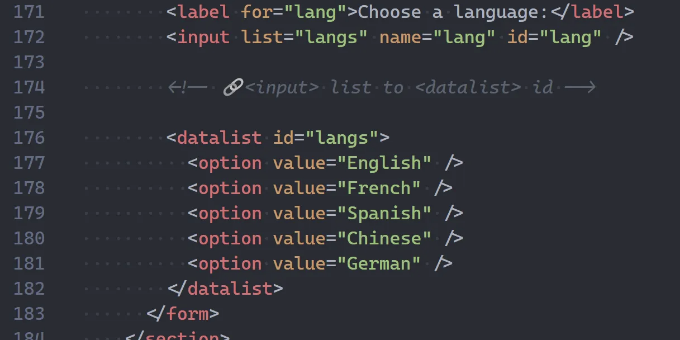 171 <label for="lang">Choose a language:</label>
172 <input list="langs" name="lang" id="lang" />
173
174 <!-- 🔗<input> list to <datalist> id -->
175
176 <datalist id="langs">
177 <option value="English" />
178 <option value="French" />
179 <option value="Spanish" />
180 <option value="Chinese" />
181 <option value="German" />
182 </datalist>
183 </form>
184 </section>